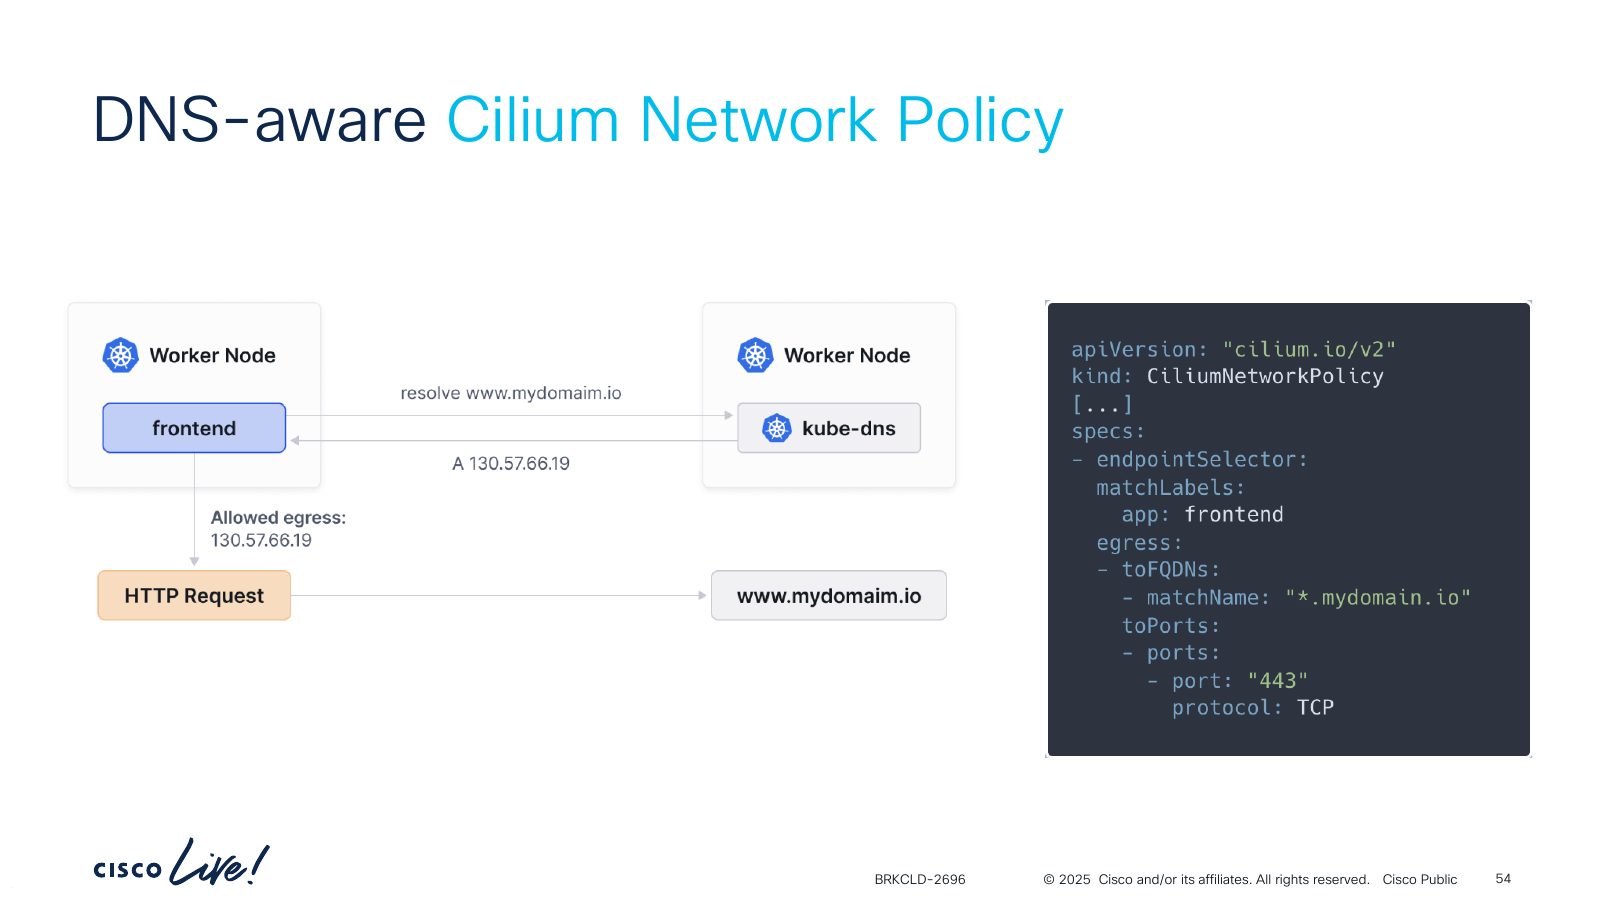 DNS-aware Cilium Network Policy
Worker Node
frontend
resolve www.mydomaim.io
A 130.57.66.19
Worker Node
kube-dns
Allowed egress:
130.57.66.19
HTTP Request
www.mydomaim.io
apiVersion: "cilium.io/v2"
kind: CiliumNetworkPolicy
[...]
specs:
- endpointSelector:
  matchLabels:
    app: frontend
  egress:
  - toFQDNs:
    - matchName: "*.mydomain.io"
    toPorts:
    - ports:
      - port: "443"
        protocol: TCP
CISCO Live!
BRKCLD-2696
© 2025 Cisco and/or its affiliates. All rights reserved. Cisco Public
54